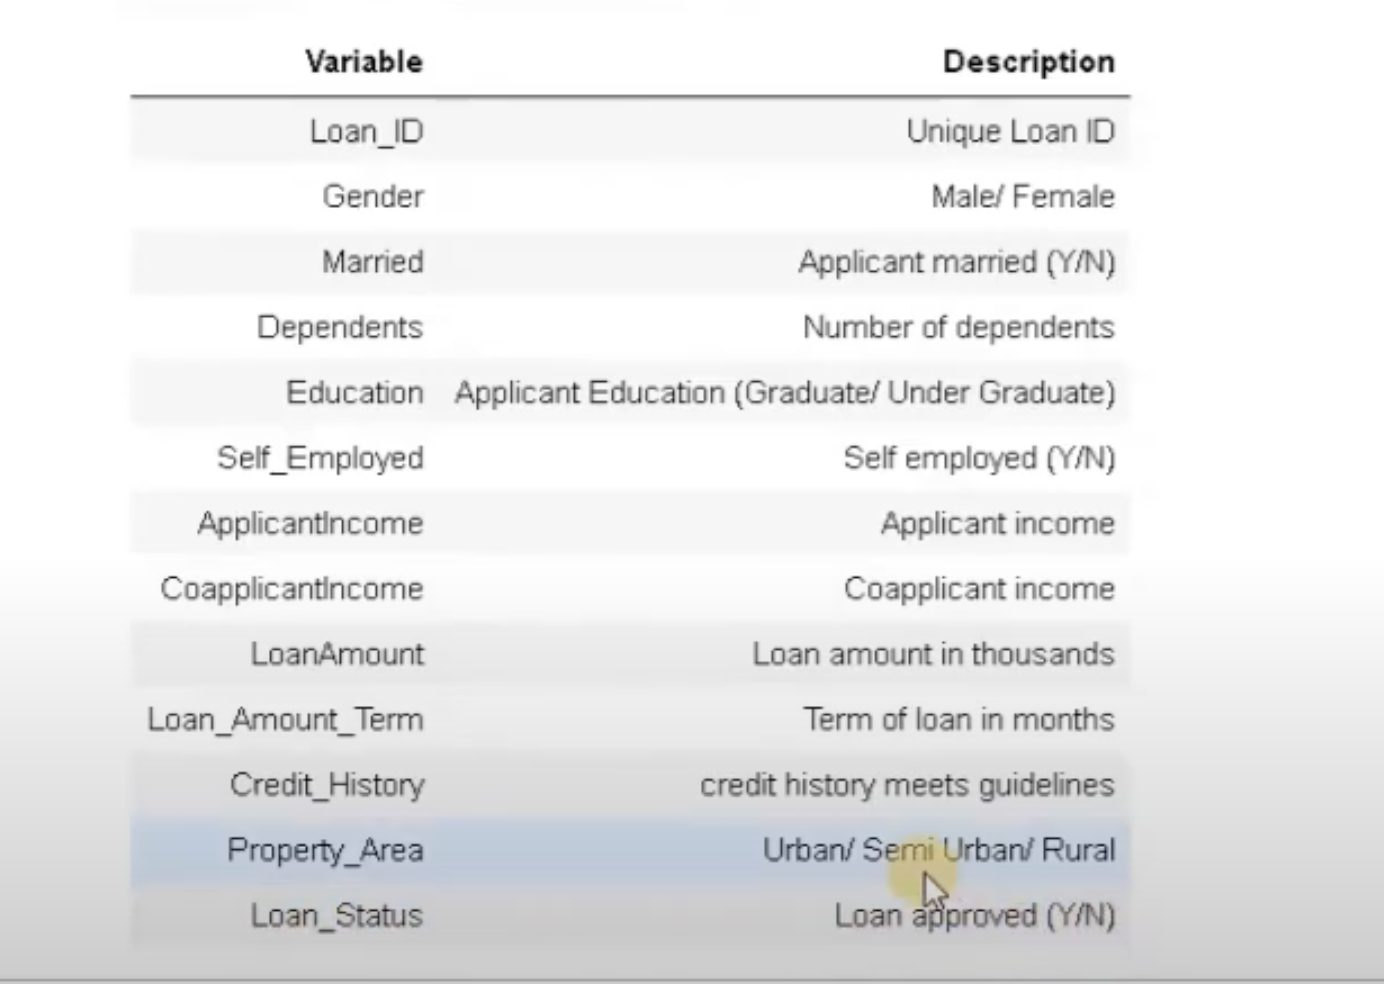 Variable Description
Loan_ID Unique Loan ID
Gender Male/ Female
Married Applicant married (Y/N)
Dependents Number of dependents
Education Applicant Education (Graduate/ Under Graduate)
Self_Employed Self employed (Y/N)
ApplicantIncome Applicant income
CoapplicantIncome Coapplicant income
LoanAmount Loan amount in thousands
Loan_Amount_Term Term of loan in months
Credit_History credit history meets guidelines
Property_Area Urban/ Semi Urban/ Rural
Loan_Status Loan approved (Y/N)